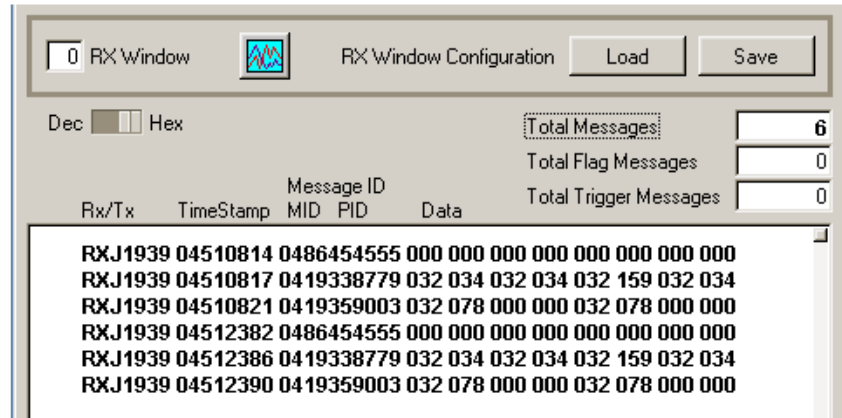 0 RX Window RX Window Configuration Load Save
Dec Hex
Total Messages 6
Total Flag Messages 0
Total Trigger Messages 0
Message ID
Rx/Tx TimeStamp MID PID Data
RXJ1939 04510814 0486454555 000 000 000 000 000 000 000 000
RXJ1939 04510817 0419338779 032 034 032 034 032 159 032 034
RXJ1939 04510821 0419359003 032 078 000 000 032 078 000 000
RXJ1939 04512382 0486454555 000 000 000 000 000 000 000 000
RXJ1939 04512386 0419338779 032 034 032 034 032 159 032 034
RXJ1939 04512390 0419359003 032 078 000 000 032 078 000 000